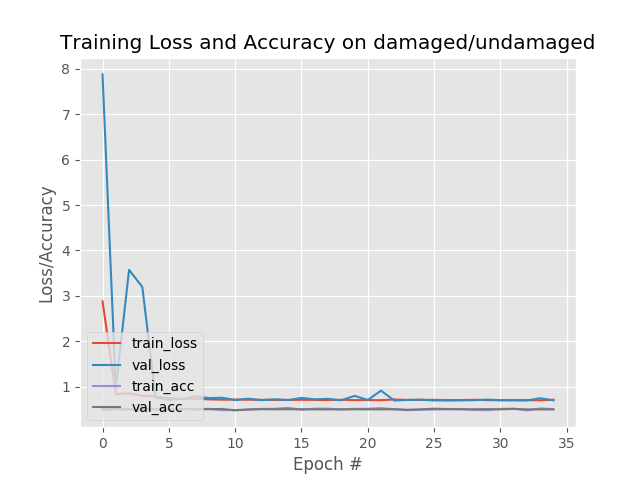 Training Loss and Accuracy on damaged/undamaged
8
7
6
5
4
3
2
1
Loss/Accuracy
train_loss
val_loss
train_acc
val_acc
0 5 10 15 20 25 30 35
Epoch #